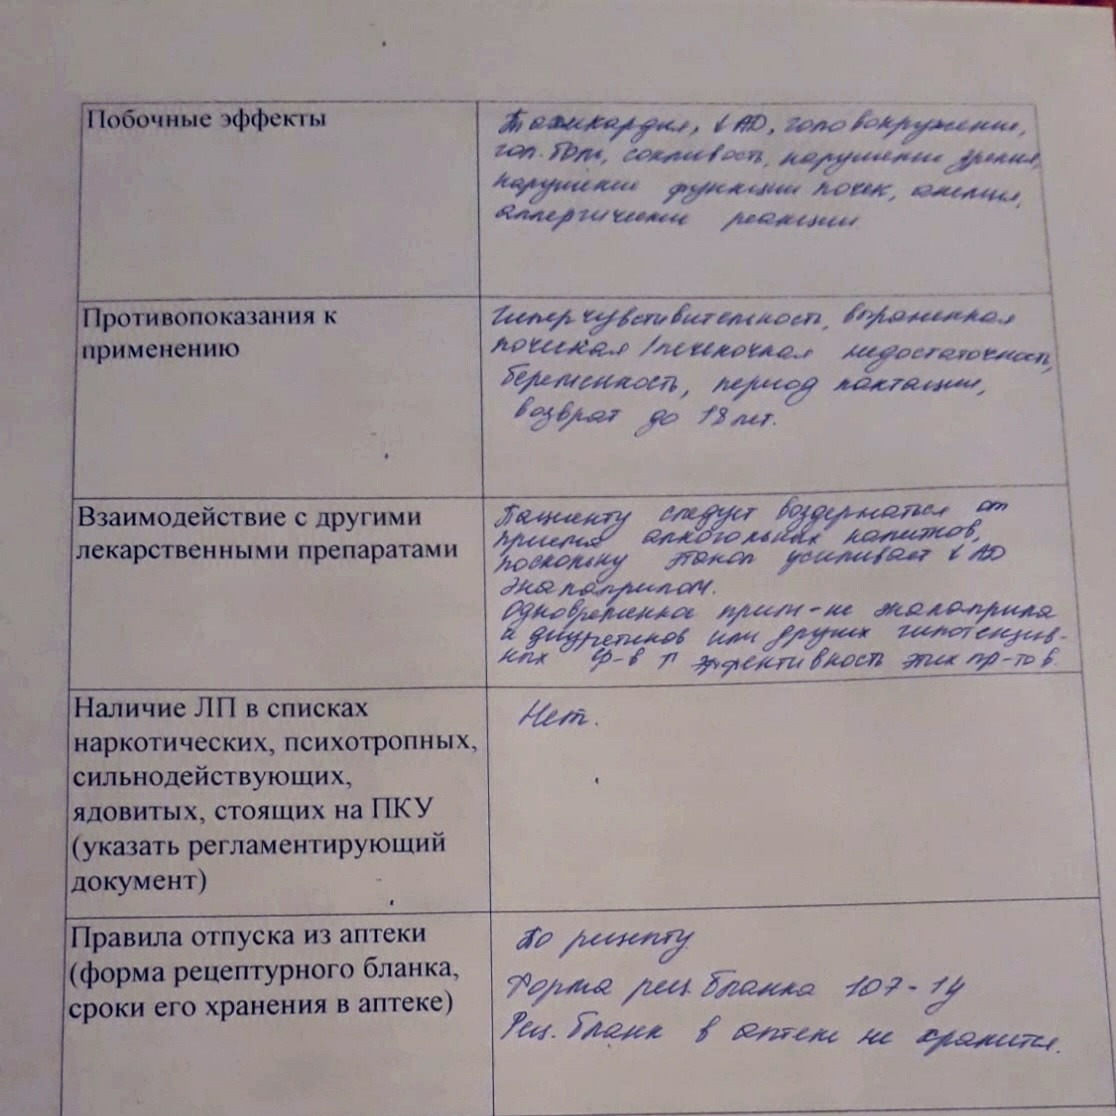 Побочные эффекты
Тахикардия, ↓ АД, головокружение,
гол. боль, сонливость, нарушение зрения,
нарушение функции почек, анемия,
аллергические реакции
Противопоказания к
применению
Гиперчувствительность, выраженная
почечная / печеночная недостаточность,
беременность, период лактации,
возврат до 18 лет.
Взаимодействие с другими
лекарственными препаратами
Пациенту следует воздержаться от
приема алкогольных напитков,
поскольку этанол усиливает ↓ АД
эналаприлом.
Одновременное прим-ие эналаприла
и диуретиков или других гипотензив-
ных ср-в ↑ эффективность этих пр-тов.
Наличие ЛП в списках
наркотических, психотропных,
сильнодействующих,
ядовитых, стоящих на ПКУ
(указать регламентирующий
документ)
Нет.
Правила отпуска из аптеки
(форма рецептурного бланка,
сроки его хранения в аптеке)
По рецепту
Форма рец. бланка 107-1у
Рец. бланк в аптеке не хранится.